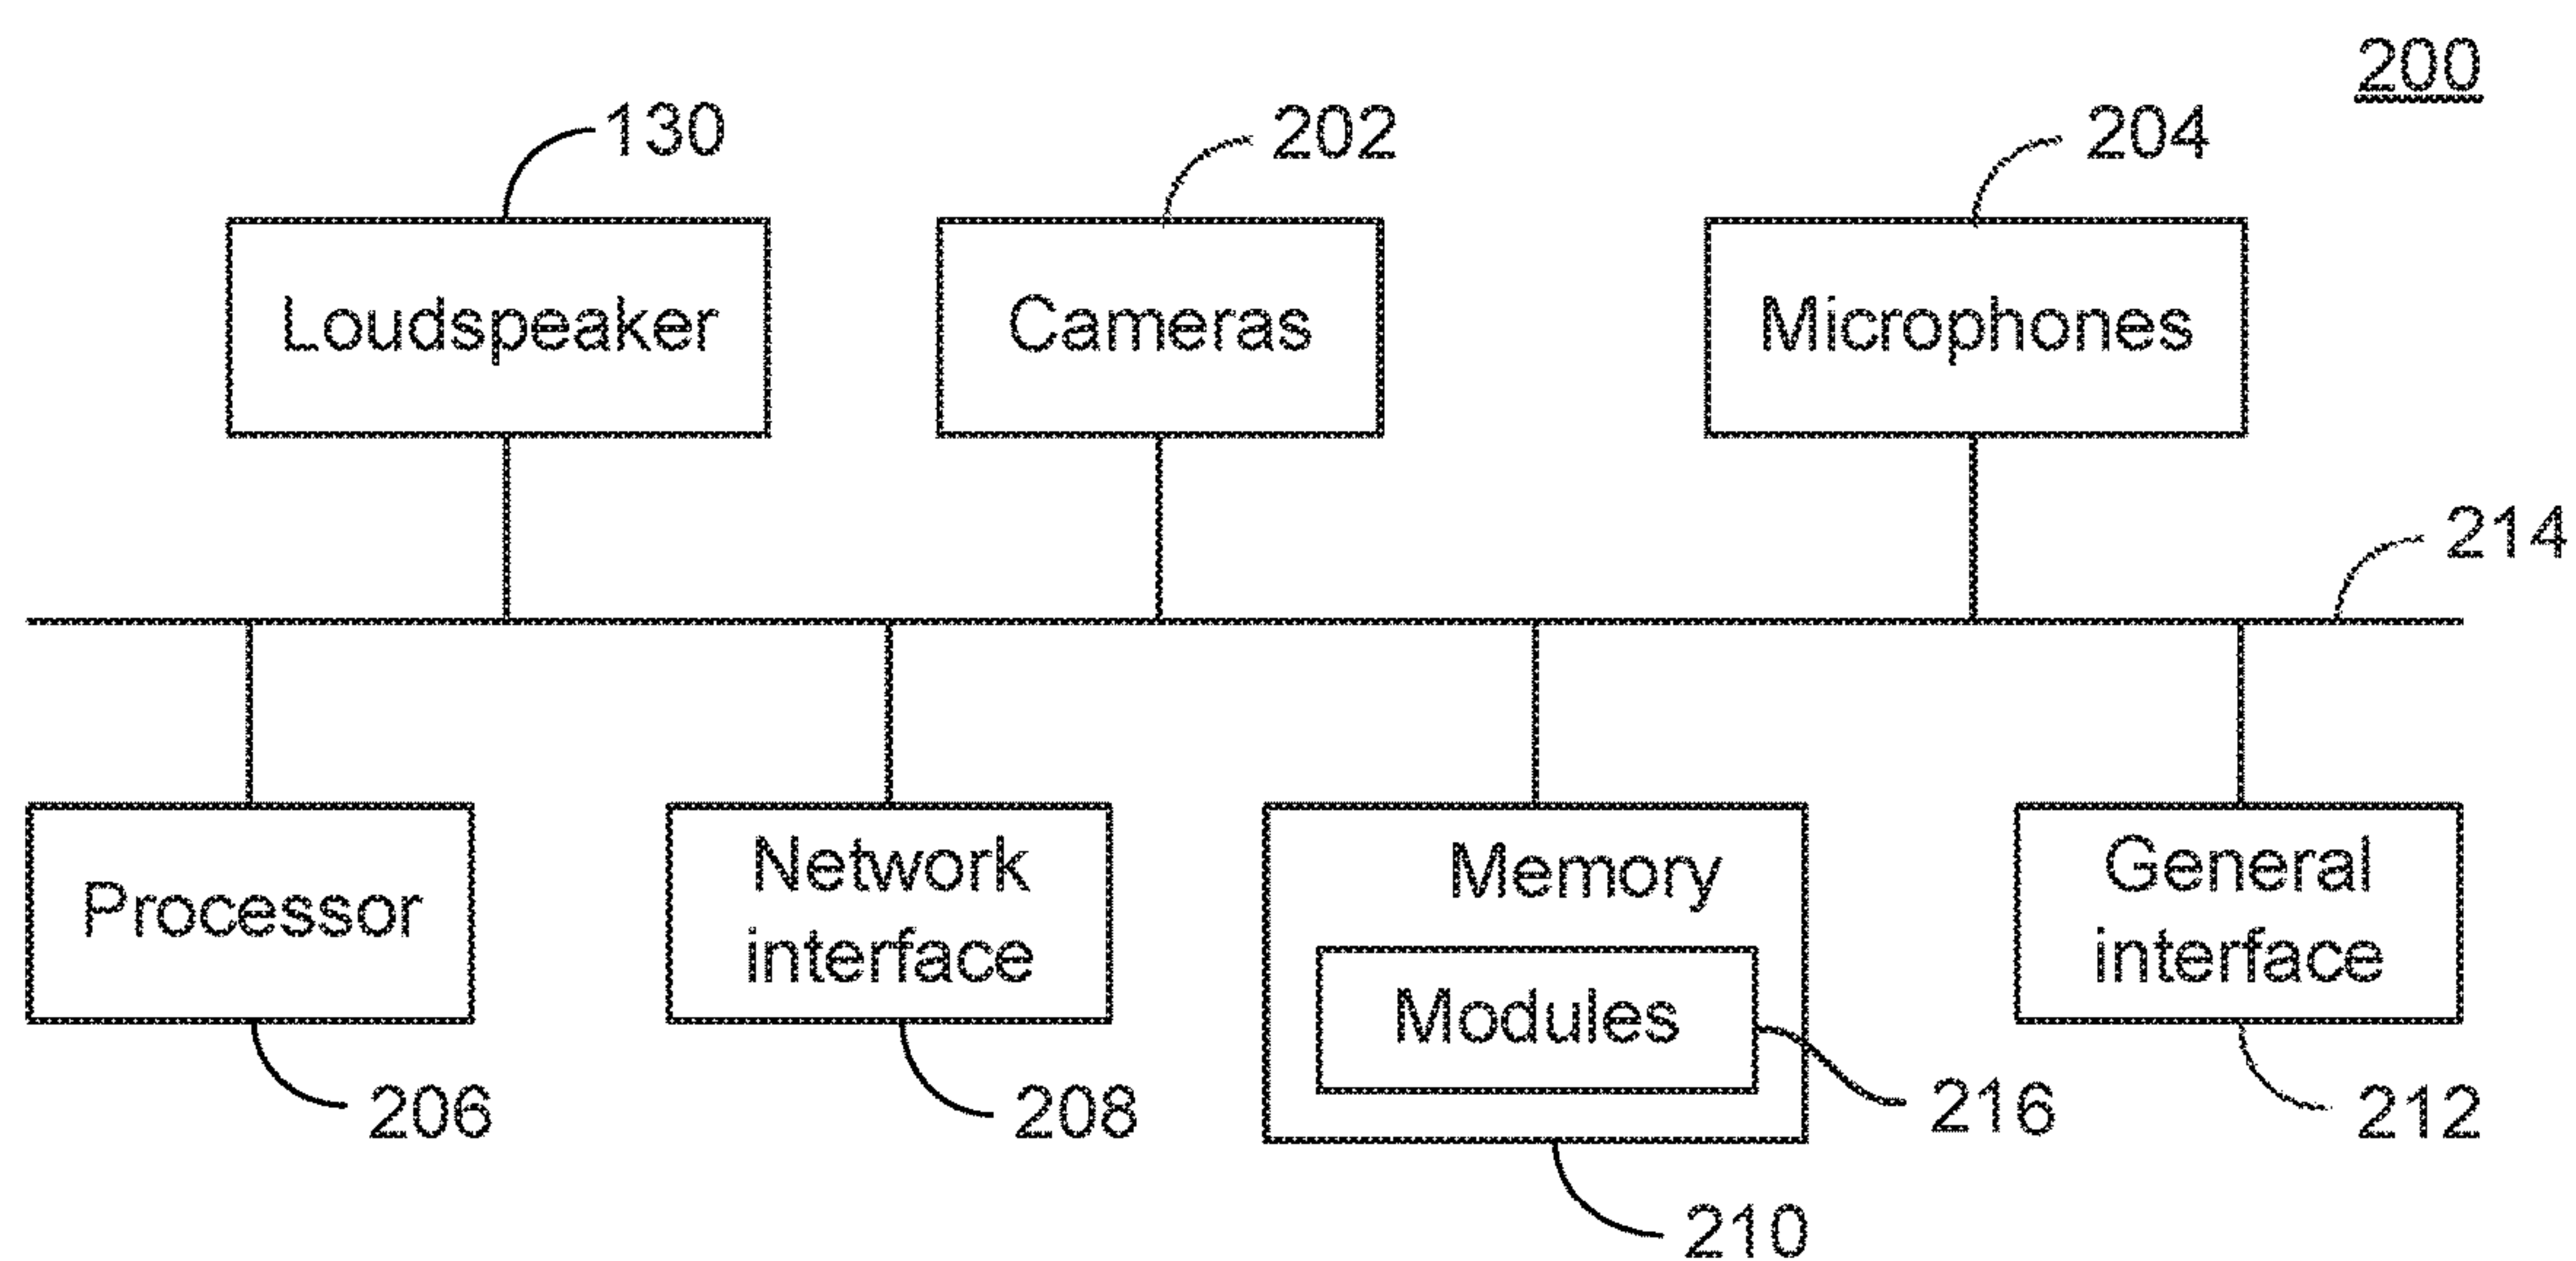 200
130
202
204
Loudspeaker
Cameras
Microphones
214
Processor
Network
interface
Memory
Modules
General
interface
206
208
216
212
210